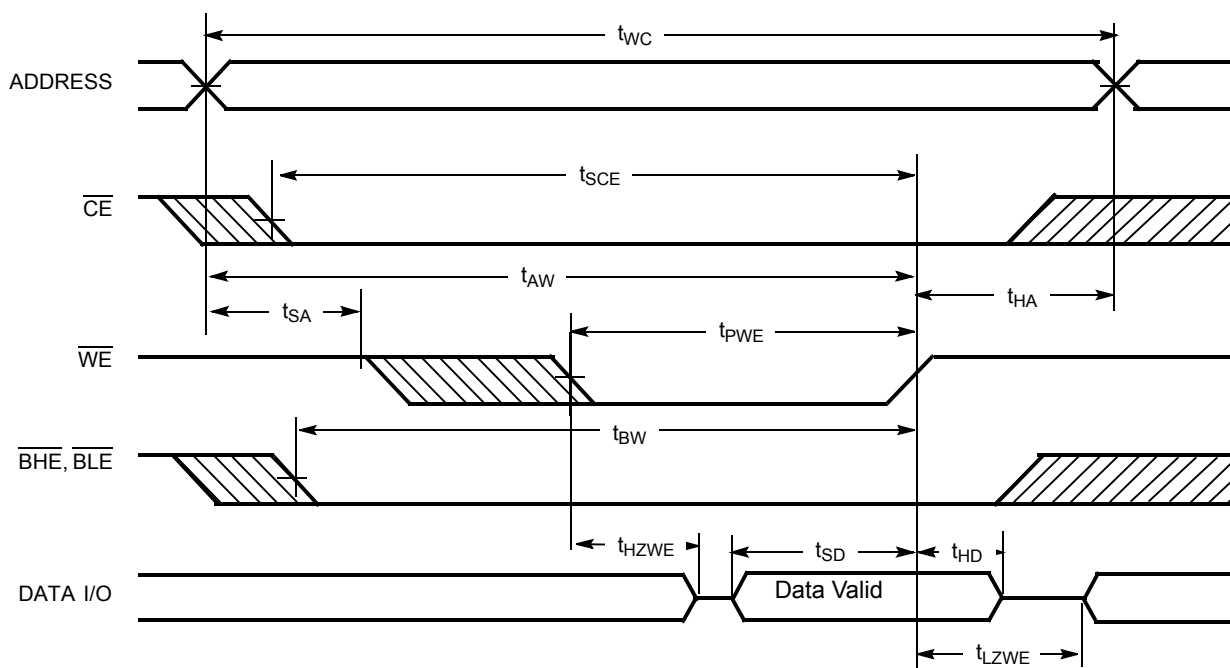 tWC
ADDRESS
tSCE
CE
tAW
tSA
tHA
tPWE
WE
tBW
BHE, BLE
tHZWE
tSD
tHD
DATA I/O
Data Valid
tLZWE